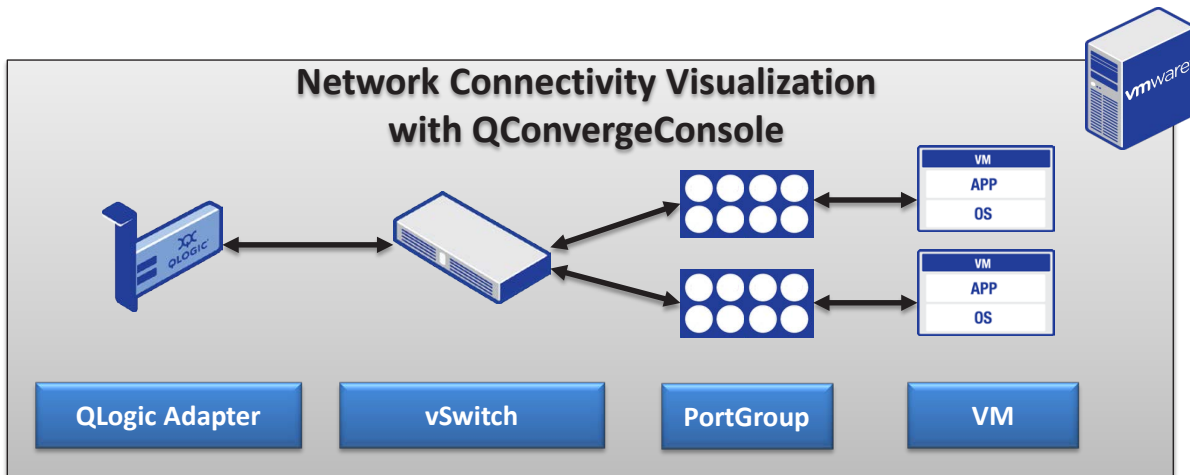 Network Connectivity Visualization
with QConvergeConsole
vmware
QLOGIC
VM
APP
OS
VM
APP
OS
QLogic Adapter
vSwitch
PortGroup
VM